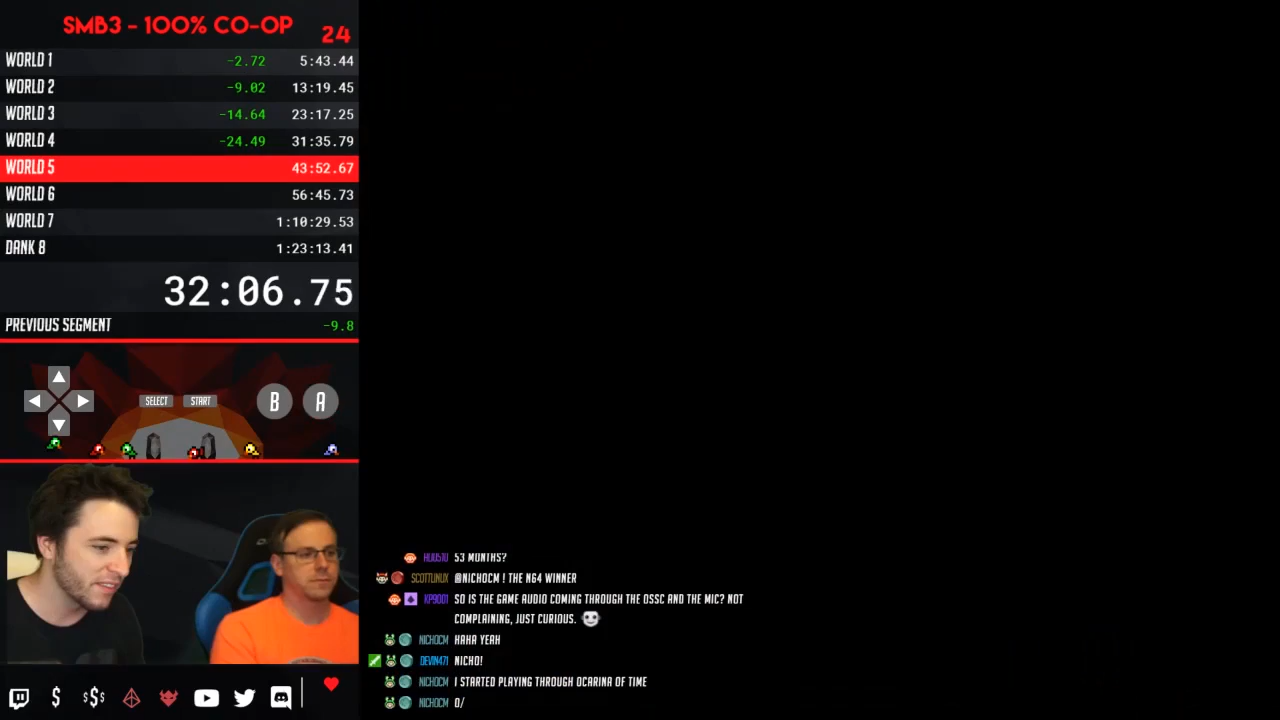 SMB3 - 100% CO-OP
24
WORLD 1 -2.72 5:43.44
WORLD 2 -9.02 13:19.45
WORLD 3 -14.64 23:17.25
WORLD 4 -24.49 31:35.79
WORLD 5 43:52.67
WORLD 6 56:45.73
WORLD 7 1:10:29.53
DANK 8 1:23:13.41
32:06.75
PREVIOUS SEGMENT -9.8
SELECT START B A
53 MONTHS?
SCOTTLINUX @NICHOCM ! THE N64 WINNER
KP9001 SO IS THE GAME AUDIO COMING THROUGH THE OSSC AND THE MIC? NOT
COMPLAINING, JUST CURIOUS.
NICHOCM HAHA YEAH
DEVIN471 NICHO!
NICHOCM I STARTED PLAYING THROUGH OCARINA OF TIME
NICHOCM O/